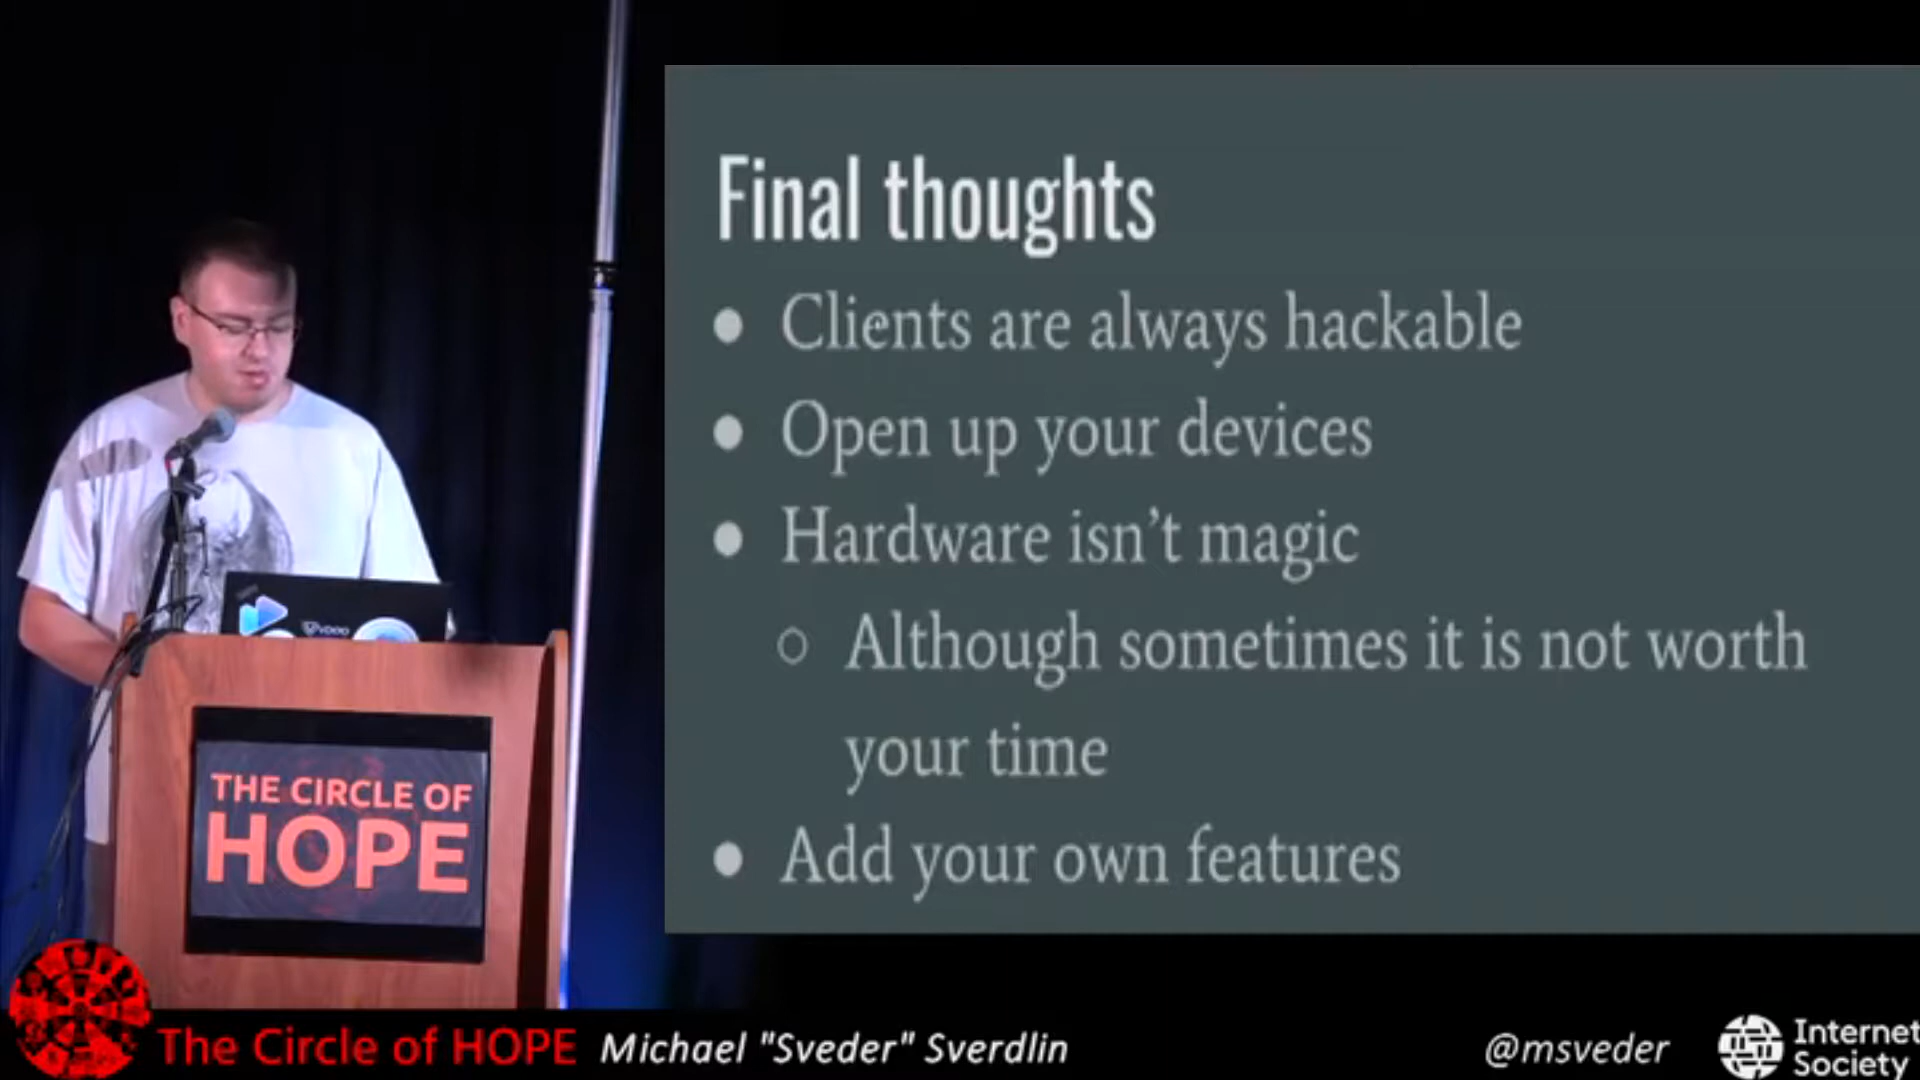 Final thoughts
● Clients are always hackable
● Open up your devices
● Hardware isn’t magic
○ Although sometimes it is not worth
your time
● Add your own features
THE CIRCLE OF
HOPE
The Circle of HOPE Michael "Sveder" Sverdlin @msveder
Internet
Society